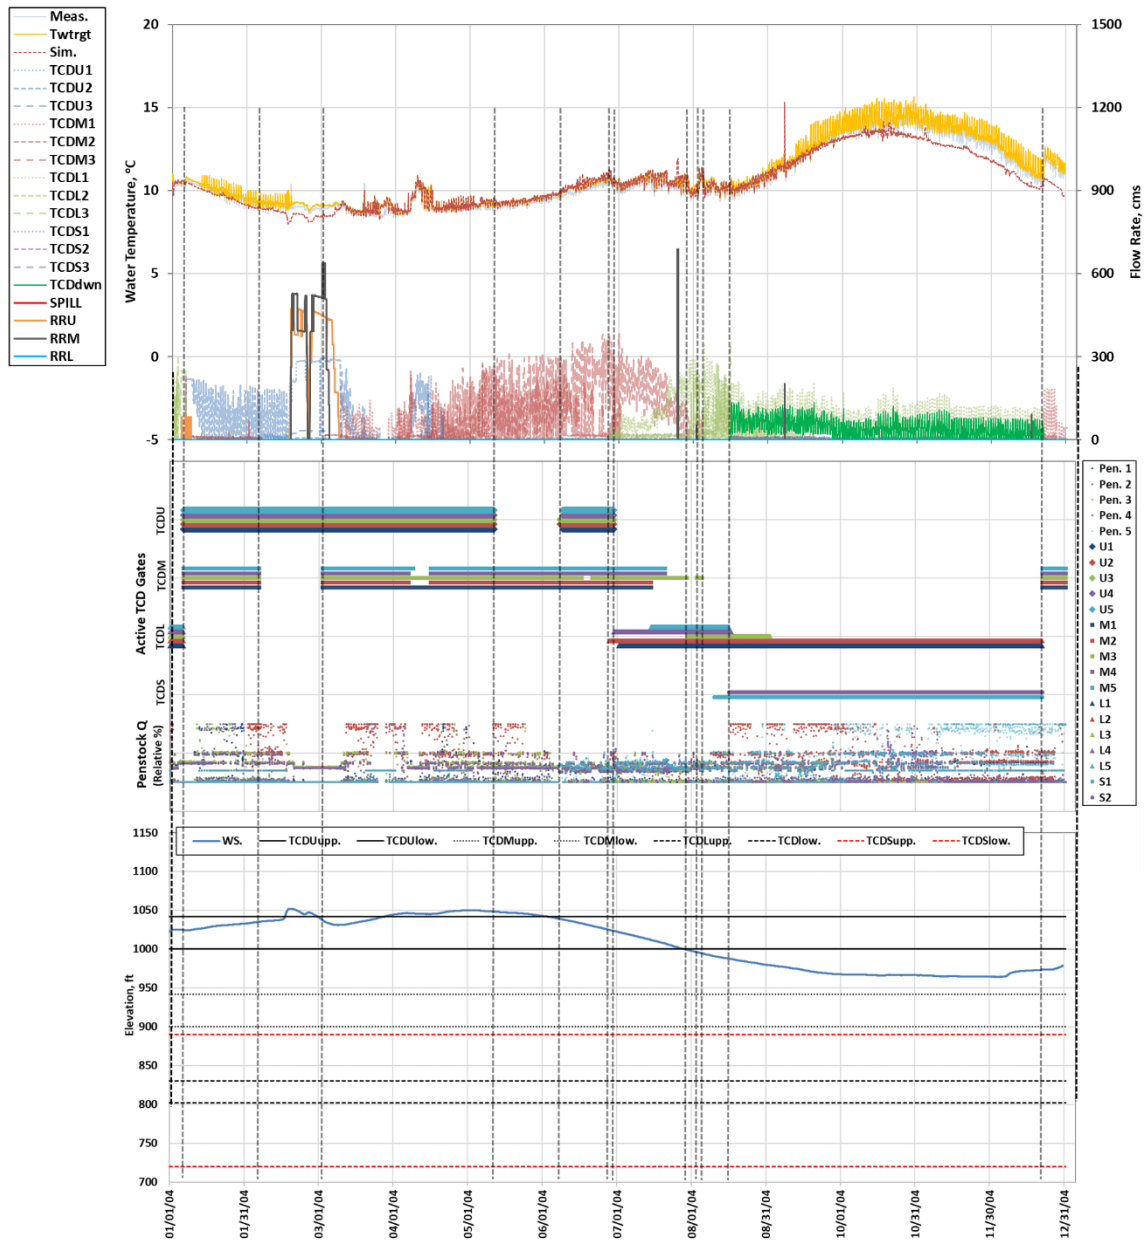 Meas.
Twtrgt
Sim.
TCDU1
TCDU2
TCDU3
TCDM1
TCDM2
TCDM3
TCDL1
TCDL2
TCDL3
TCDS1
TCDS2
TCDS3
TCDdwn
SPILL
RRU
RRM
RRL
Water Temperature, °C
20
15
10
5
0
-5
1500
1200
900
600
300
0
Flow Rate, cms
Active TCD Gates
TCDU
TCDM
TCDL
TCDS
Penstock Q
(Relative %)
Pen. 1
Pen. 2
Pen. 3
Pen. 4
Pen. 5
U1
U2
U3
U4
U5
M1
M2
M3
M4
M5
L1
L2
L3
L4
L5
S1
S2
WS. TCDUupp. TCDUlow. TCDMupp. TCDMlow. TCDLupp. TCDlow. TCDSupp. TCDSlow.
Elevation, ft
1150
1100
1050
1000
950
900
850
800
750
700
01/01/04
01/31/04
03/01/04
04/01/04
05/01/04
06/01/04
07/01/04
08/01/04
08/31/04
10/01/04
10/31/04
11/30/04
12/31/04